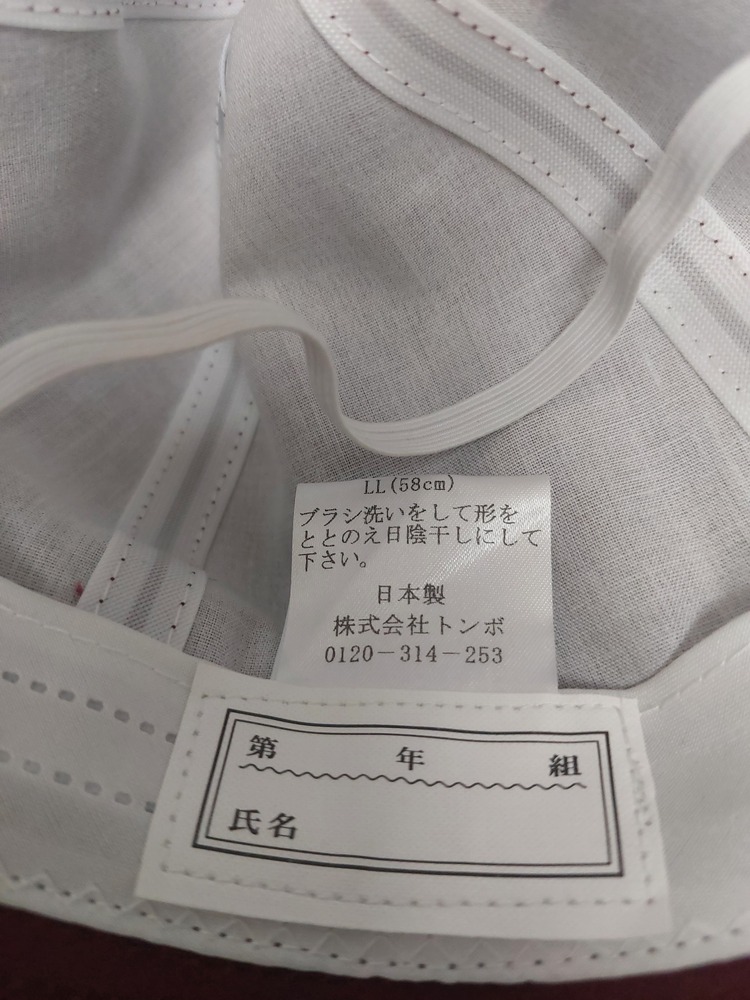 LL(58cm)
ブラシ洗いをして形を
ととのえ日陰干しにして
下さい。
日本製
株式会社トンボ
0120-314-253
第 年 組
氏名